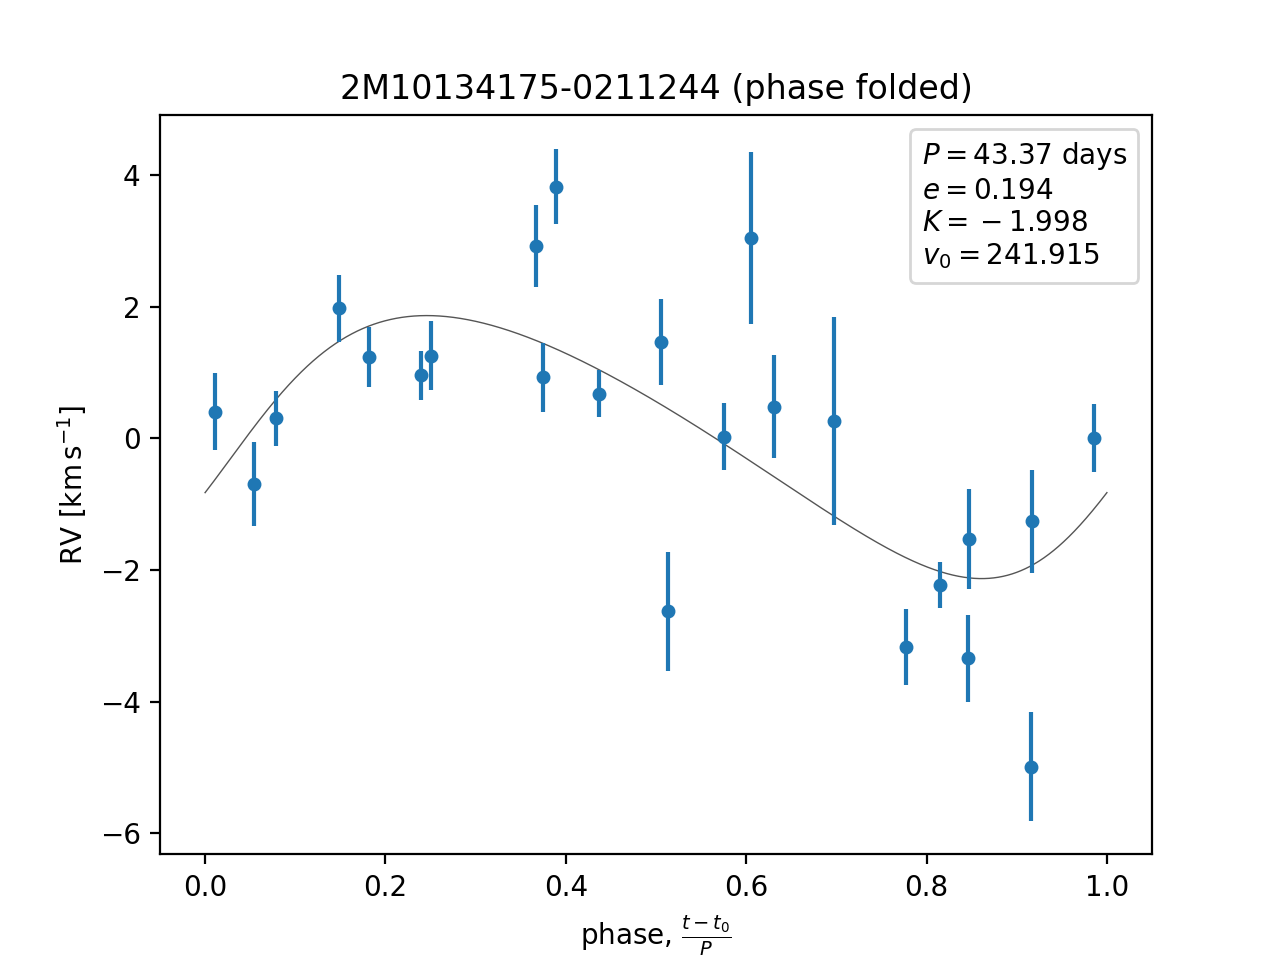 2M10134175-0211244 (phase folded)
P = 43.37 days
e = 0.194
K = −1.998
v₀ = 241.915
RV [km s⁻¹]
4
2
0
−2
−4
−6
0.0 0.2 0.4 0.6 0.8 1.0
phase, (t − t₀)/P